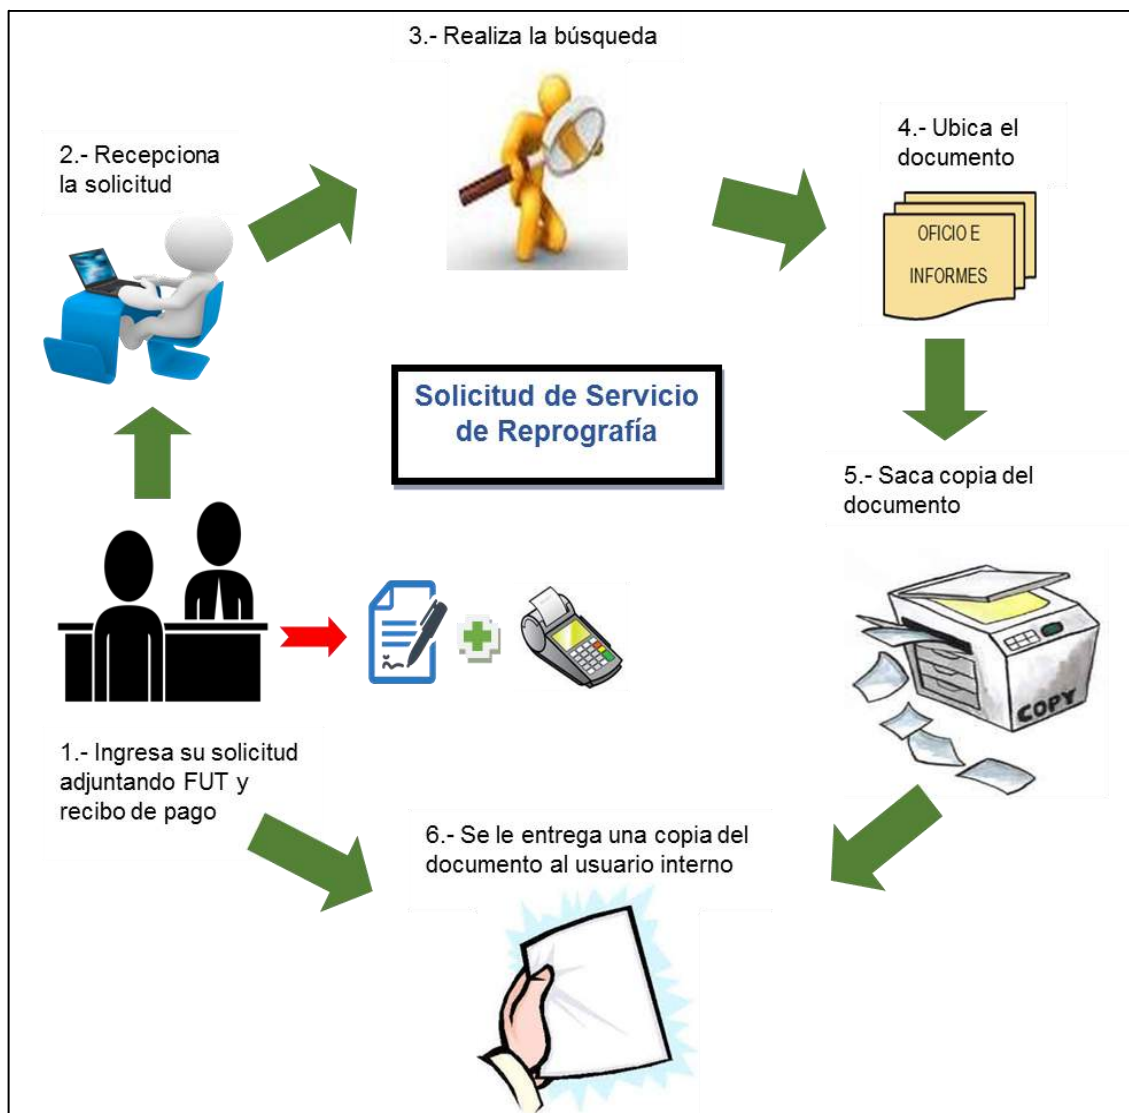 3.- Realiza la búsqueda
2.- Recepciona
la solicitud
4.- Ubica el
documento
OFICIO E
INFORMES
Solicitud de Servicio
de Reprografía
5.- Saca copia del
documento
COPY
1.- Ingresa su solicitud
adjuntando FUT y
recibo de pago
6.- Se le entrega una copia del
documento al usuario interno